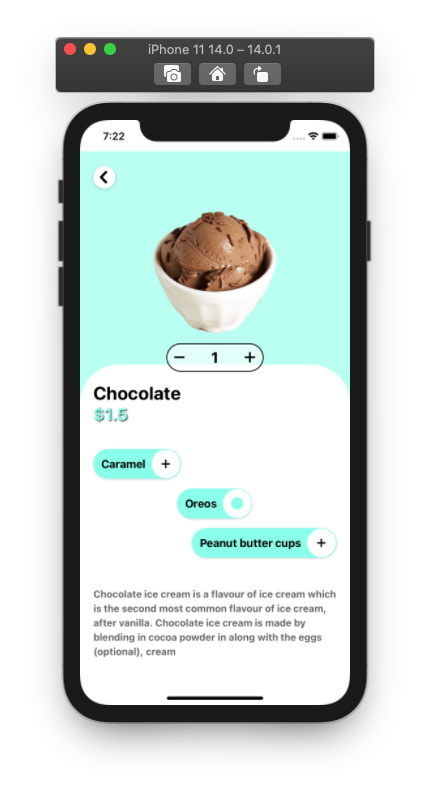 iPhone 11 14.0 – 14.0.1
7:22
− 1 +
Chocolate
$1.5
Caramel +
Oreos
Peanut butter cups +
Chocolate ice cream is a flavour of ice cream which
is the second most common flavour of ice cream,
after vanilla. Chocolate ice cream is made by
blending in cocoa powder in along with the eggs
(optional), cream